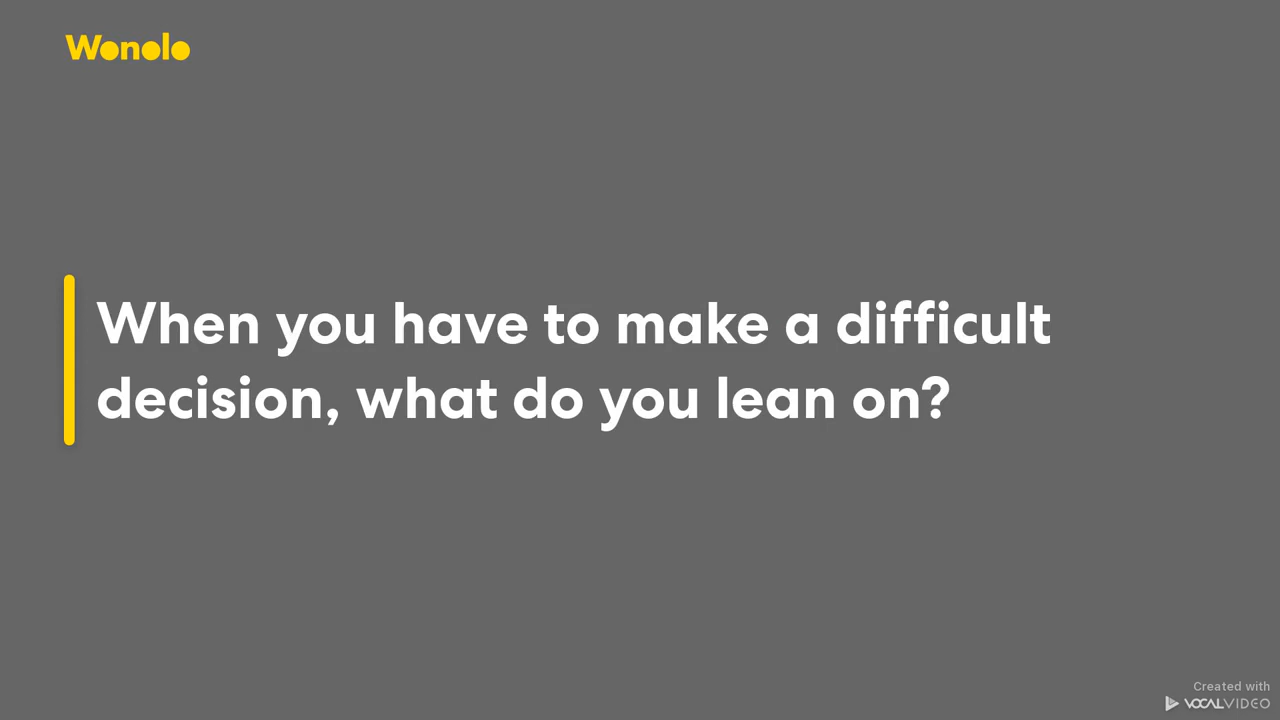 Wonolo
When you have to make a difficult
decision, what do you lean on?
Created with
VOCALVIDEO